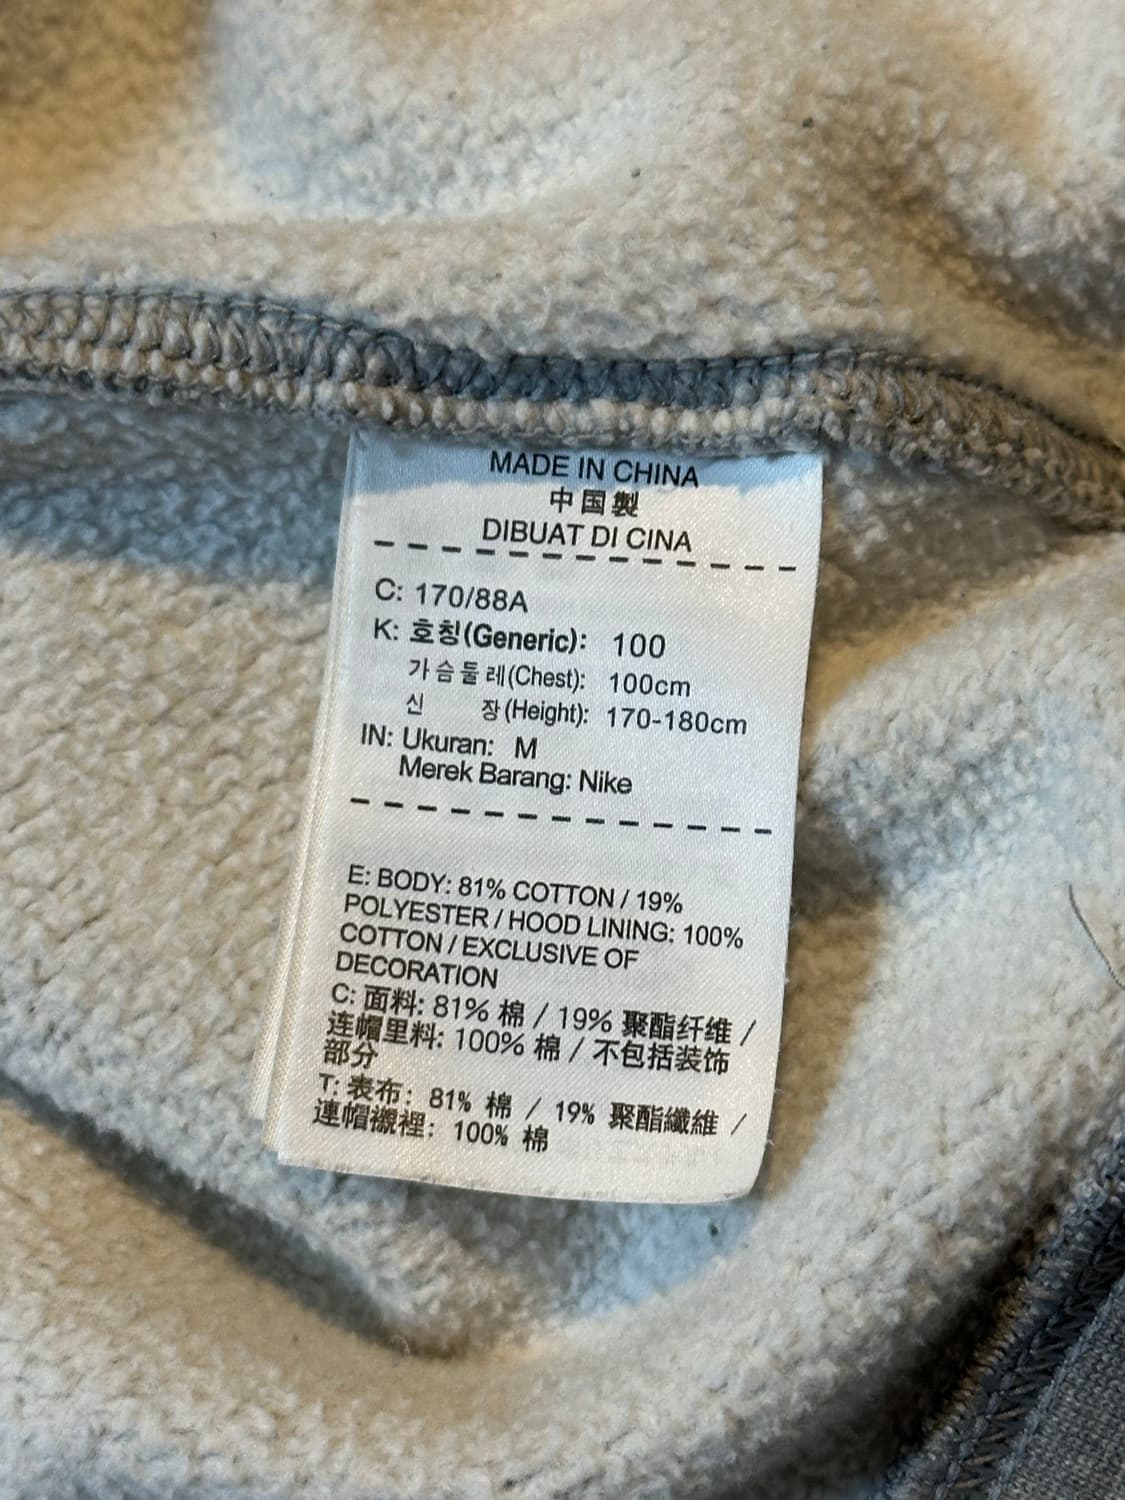 MADE IN CHINA
中国製
DIBUAT DI CINA
C: 170/88A
K: 호칭(Generic): 100
가슴둘레(Chest): 100cm
신 장(Height): 170-180cm
IN: Ukuran: M
Merek Barang: Nike
E: BODY: 81% COTTON / 19%
POLYESTER / HOOD LINING: 100%
COTTON / EXCLUSIVE OF
DECORATION
C: 面料: 81% 棉 / 19% 聚酯纤维 /
连帽里料: 100% 棉 / 不包括装饰
部分
T: 表布: 81% 棉 / 19% 聚酯纖維 /
連帽襯裡: 100% 棉